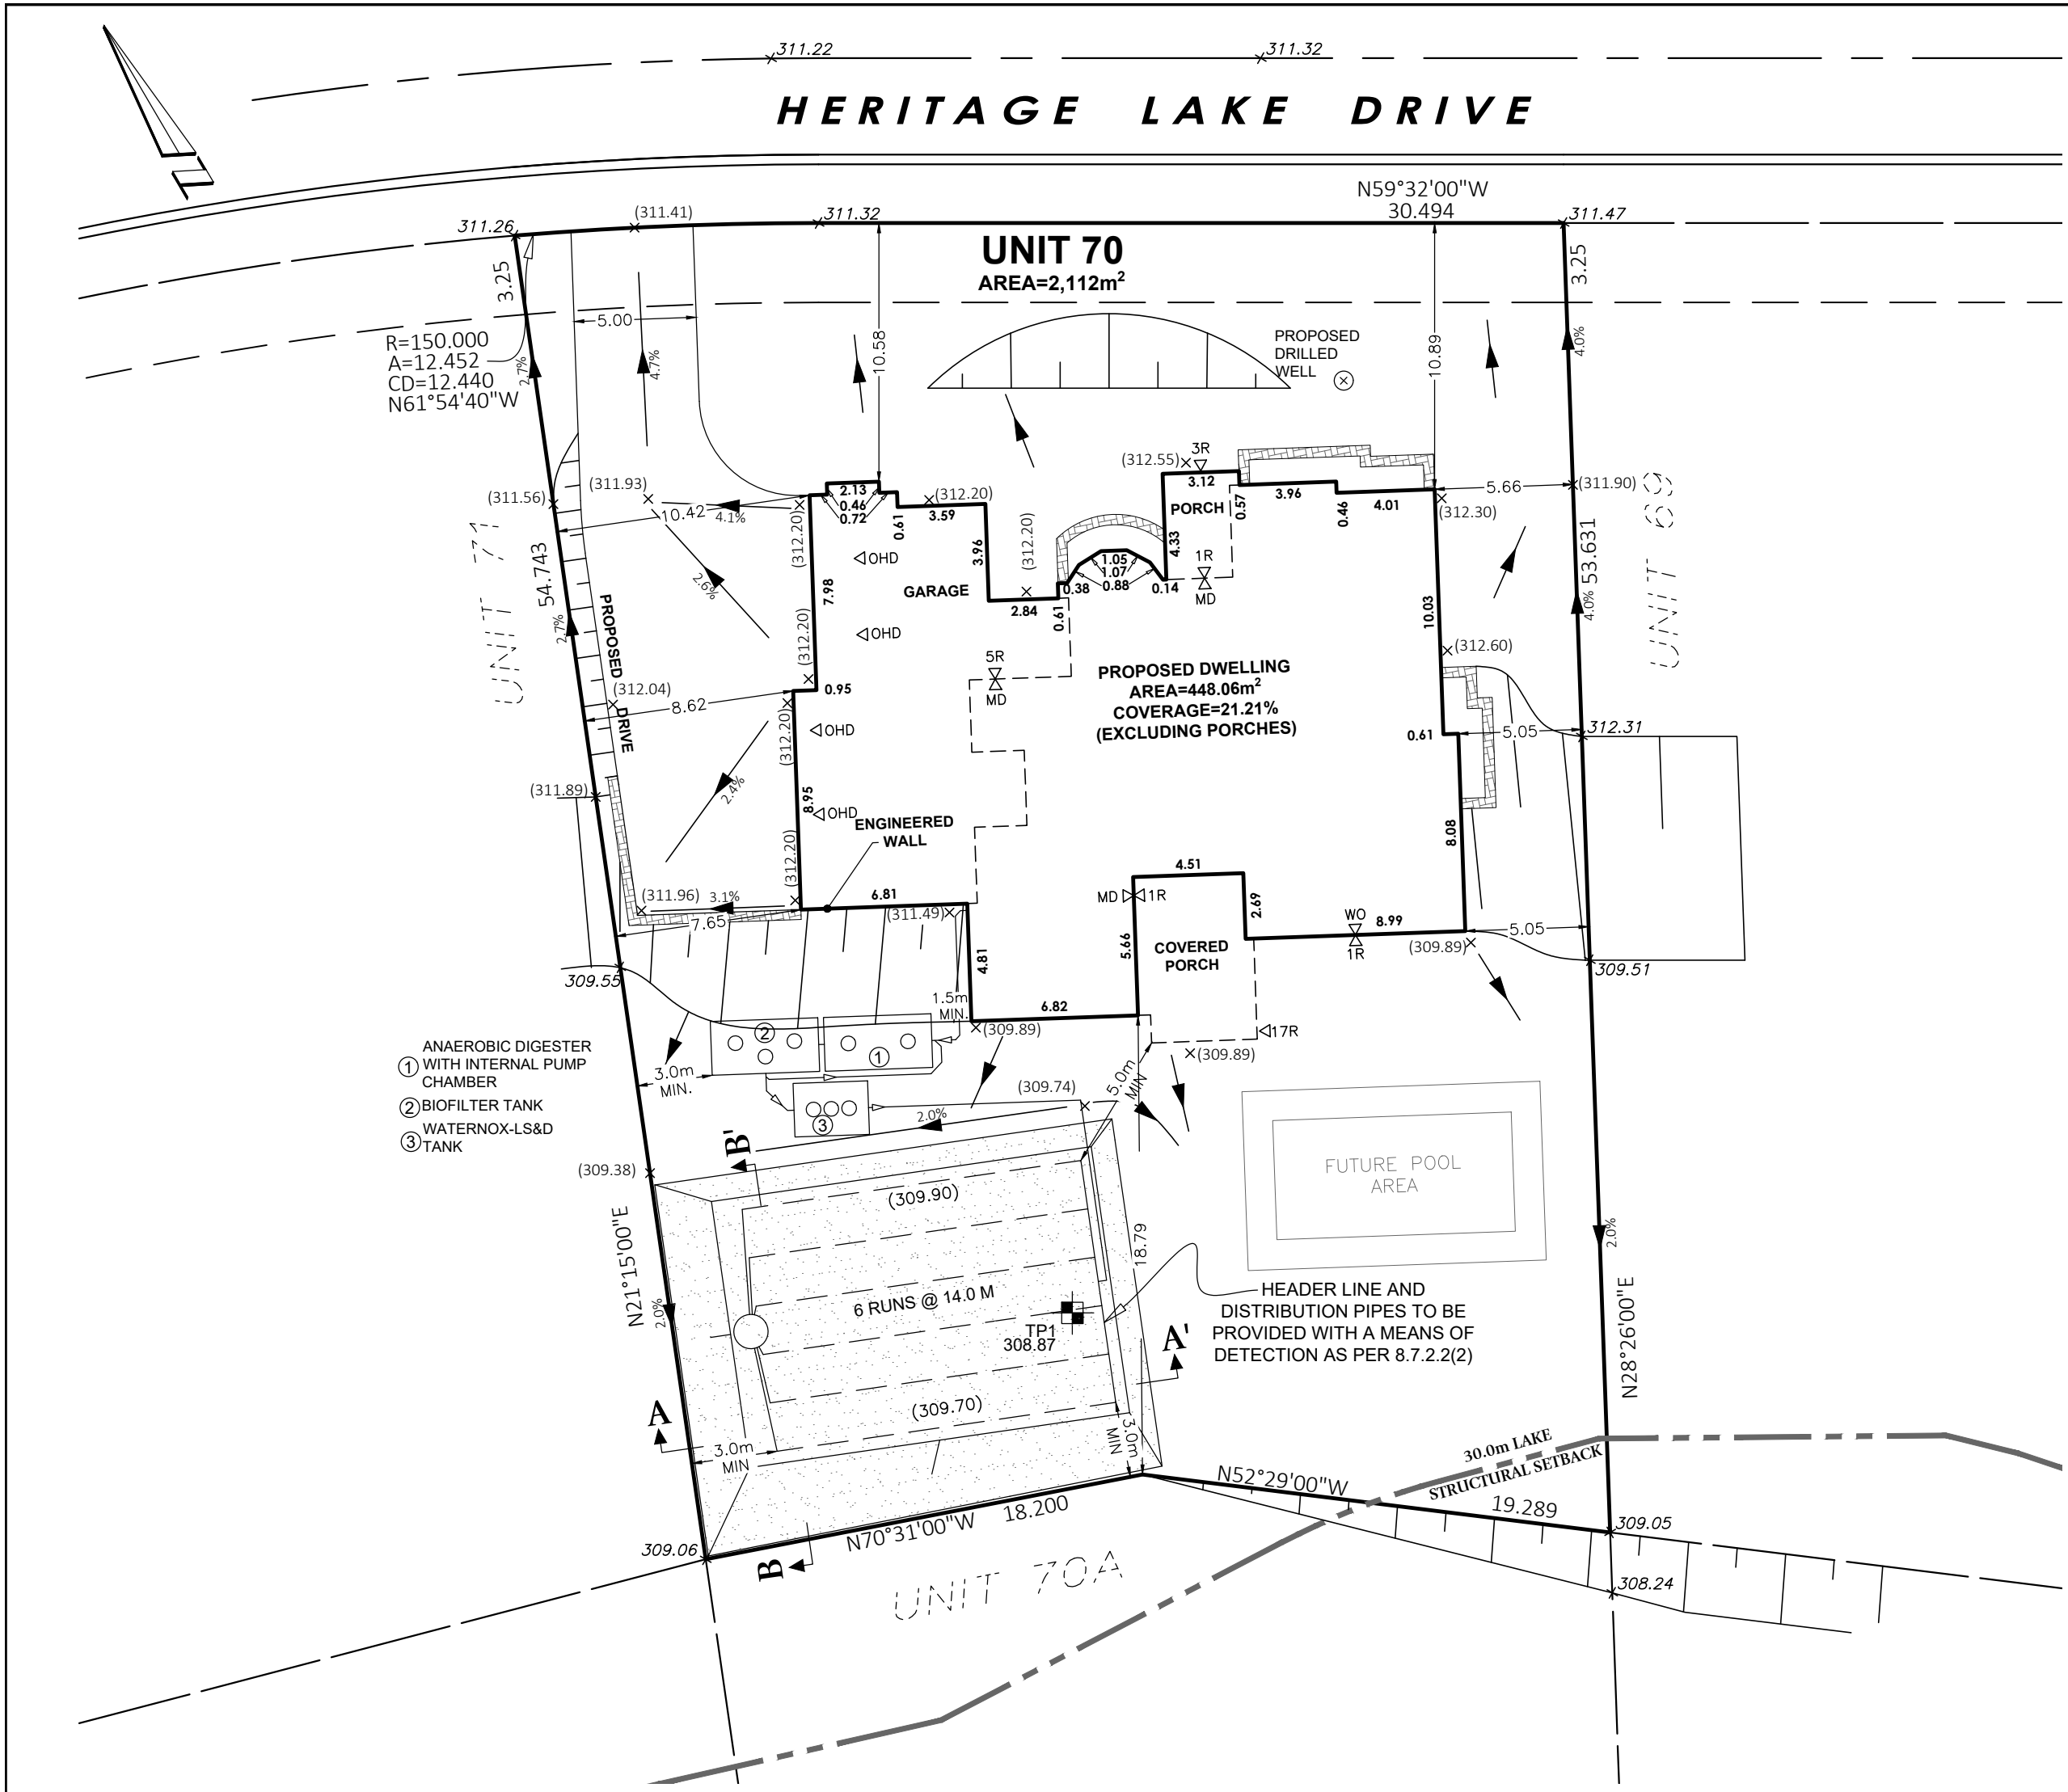 311.22
311.32
HERITAGE LAKE DRIVE
N59°32'00"W
30.494
311.26
(311.41)
311.32
311.47
UNIT 70
AREA=2,112m²
3.25
3.25
5.00
R=150.000
A=12.452
CD=12.440
N61°54'40"W
2.7%
4.7%
10.58
PROPOSED
DRILLED
WELL
10.89
4.0%
(311.56)
(311.93)
10.42
4.1%
(312.20)
2.13
0.46
0.72
0.61
(312.20)
3.59
3.96
(312.20)
(312.55)
3R
3.12
PORCH
0.57
3.96
0.46
4.01
4.33
1R
MD
1.05
1.07
0.88
0.38
0.14
5.66
(311.90)
(312.30)
UNIT 71
54.743
2.7%
PROPOSED DRIVE
2.6%
OHD
GARAGE
7.98
OHD
(312.20)
2.84
0.61
10.03
(312.60)
4.0%
53.631
UNIT 69
(312.04)
8.62
0.95
5R
MD
PROPOSED DWELLING
AREA=448.06m²
COVERAGE=21.21%
(EXCLUDING PORCHES)
(312.20)
OHD
0.61
5.05
312.31
(311.89)
2.4%
8.95
OHD
ENGINEERED
WALL
8.08
(312.20)
(311.96)
3.1%
7.65
6.81
(311.49)
4.81
MD
1R
4.51
2.69
5.66
COVERED
PORCH
WO
8.99
1R
(309.89)
5.05
309.51
309.55
1.5m
MIN.
6.82
(309.89)
17R
(309.89)
ANAEROBIC DIGESTER
1 WITH INTERNAL PUMP
CHAMBER
2 BIOFILTER TANK
WATERNOX-LS&D
3 TANK
2
1
3
3.0m
MIN.
(309.74)
5.0m
MIN
2.0%
B'
(309.38)
(309.90)
FUTURE POOL
AREA
18.79
2.0%
N21°15'00"E
2.0%
6 RUNS @ 14.0 M
TP1
308.87
HEADER LINE AND
DISTRIBUTION PIPES TO BE
PROVIDED WITH A MEANS OF
DETECTION AS PER 8.7.2.2(2)
A'
N28°26'00"E
A
(309.70)
3.0m
MIN
3.0m
MIN
30.0m LAKE
STRUCTURAL SETBACK
N52°29'00"W
19.289
309.05
309.06
B
N70°31'00"W 18.200
UNIT 70A
308.24